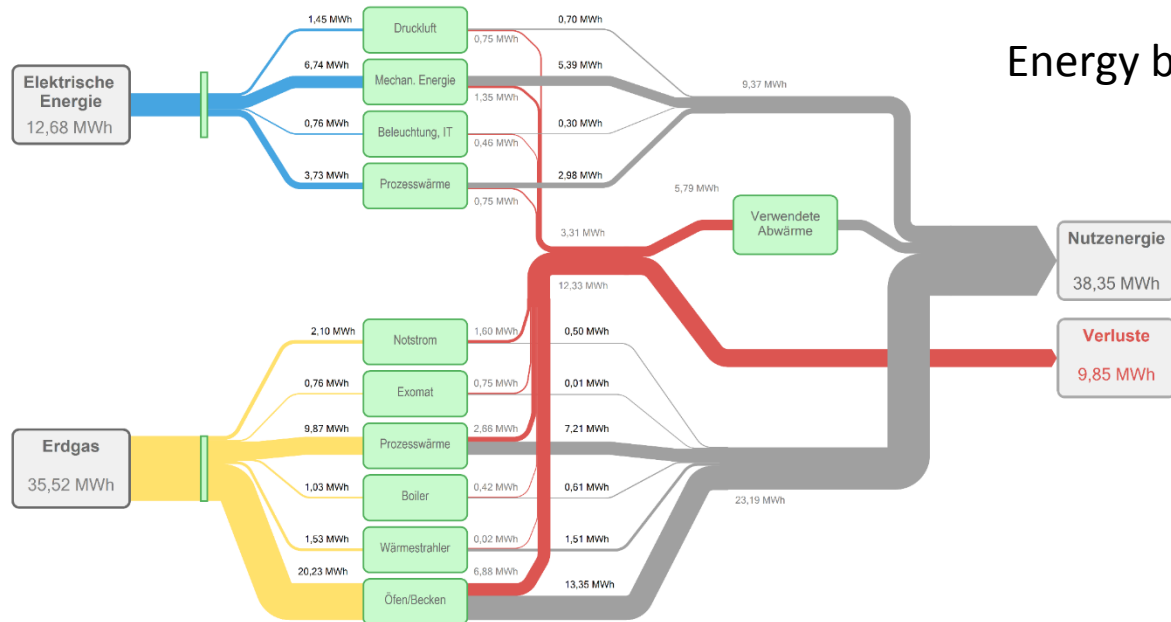 Energy b
Elektrische
Energie
12,68 MWh
1,45 MWh
Druckluft
0,75 MWh
0,70 MWh
6,74 MWh
Mechan. Energie
1,35 MWh
5,39 MWh
9,37 MWh
0,76 MWh
Beleuchtung, IT
0,46 MWh
0,30 MWh
3,73 MWh
Prozesswärme
0,75 MWh
2,98 MWh
5,79 MWh
Verwendete
Abwärme
3,31 MWh
12,33 MWh
Nutzenergie
38,35 MWh
Verluste
9,85 MWh
Erdgas
35,52 MWh
2,10 MWh
Notstrom
1,60 MWh
0,50 MWh
0,76 MWh
Exomat
0,75 MWh
0,01 MWh
9,87 MWh
Prozesswärme
2,66 MWh
7,21 MWh
1,03 MWh
Boiler
0,42 MWh
0,61 MWh
23,19 MWh
1,53 MWh
Wärmestrahler
0,02 MWh
1,51 MWh
20,23 MWh
Öfen/Becken
6,88 MWh
13,35 MWh